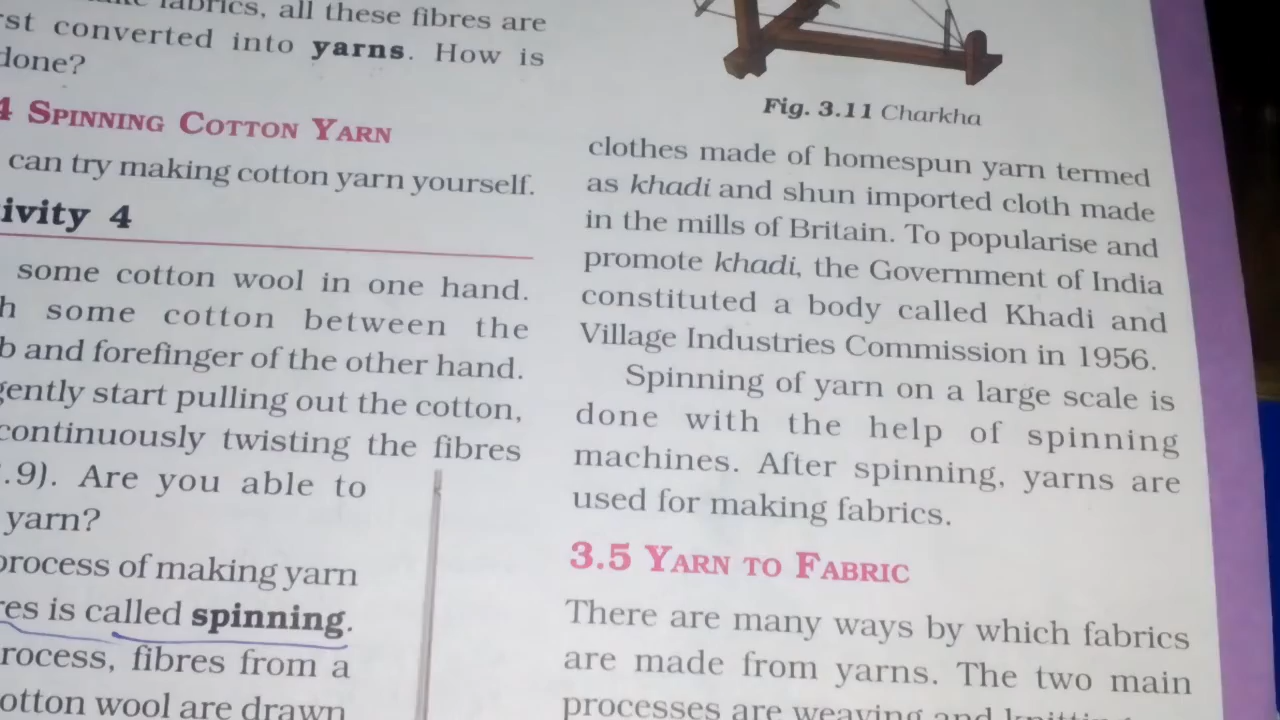 fabrics, all these fibres are
converted into yarns. How is
done?
4 SPINNING COTTON YARN
can try making cotton yarn yourself.
ivity 4
some cotton wool in one hand.
h some cotton between the
b and forefinger of the other hand.
gently start pulling out the cotton,
continuously twisting the fibres
.9). Are you able to
yarn?
process of making yarn
res is called spinning.
rocess, fibres from a
otton wool are drawn
Fig. 3.11 Charkha
clothes made of homespun yarn termed
as khadi and shun imported cloth made
in the mills of Britain. To popularise and
promote khadi, the Government of India
constituted a body called Khadi and
Village Industries Commission in 1956.
Spinning of yarn on a large scale is
done with the help of spinning
machines. After spinning, yarns are
used for making fabrics.
3.5 YARN TO FABRIC
There are many ways by which fabrics
are made from yarns. The two main
processes are weaving and